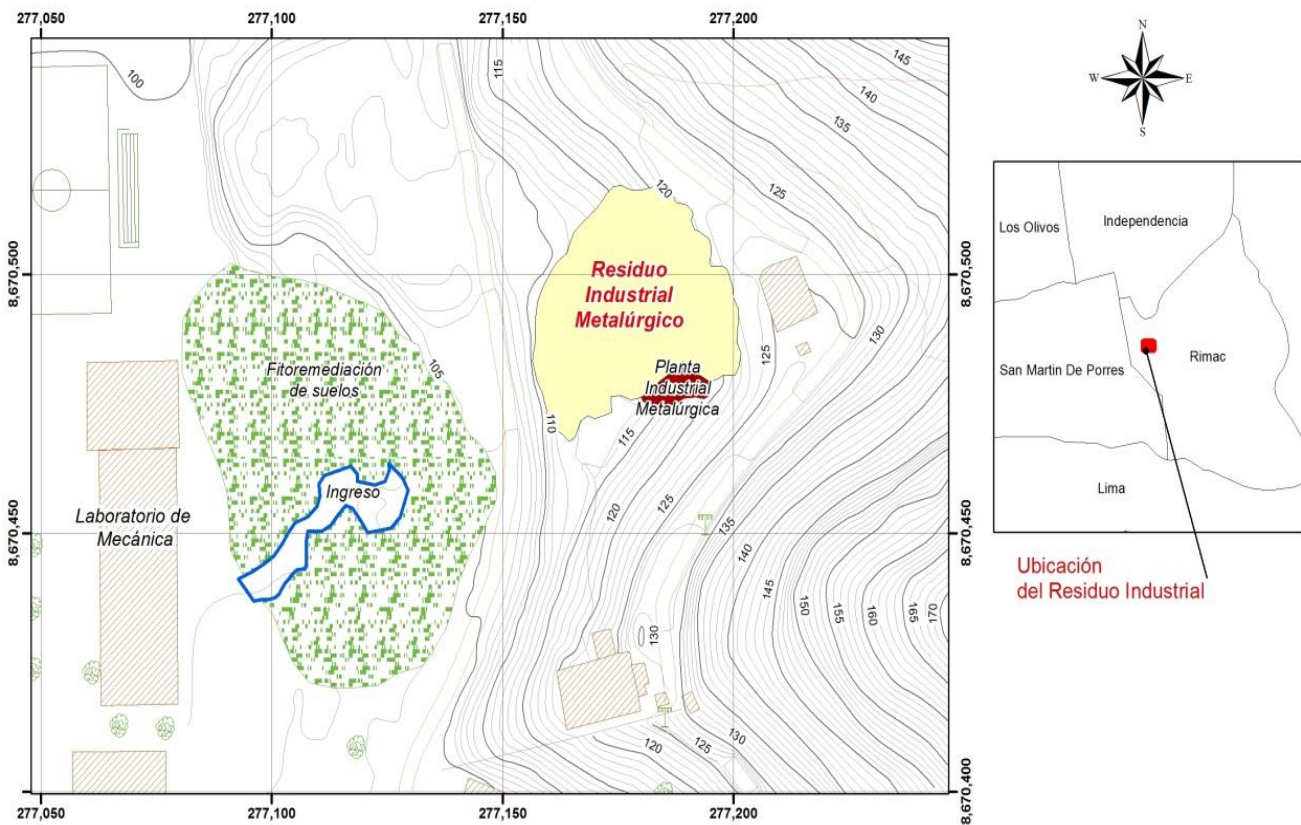 277,050
277,100
277,150
277,200
100
115
145
140
135
125
120
8,670,500
8,670,500
Residuo
Industrial
Metalúrgico
130
105
125
Fitoremediación
de suelos
Planta
Industrial
Metalúrgica
110
115
Ingreso
120
125
135
Laboratorio de
Mecánica
8,670,450
8,670,450
140
145
150
155
160
165
170
130
130
120
125
8,670,400
277,050
277,100
277,150
277,200
N
W
E
S
Los Olivos
Independencia
San Martin De Porres
Rimac
Lima
Ubicación
del Residuo Industrial